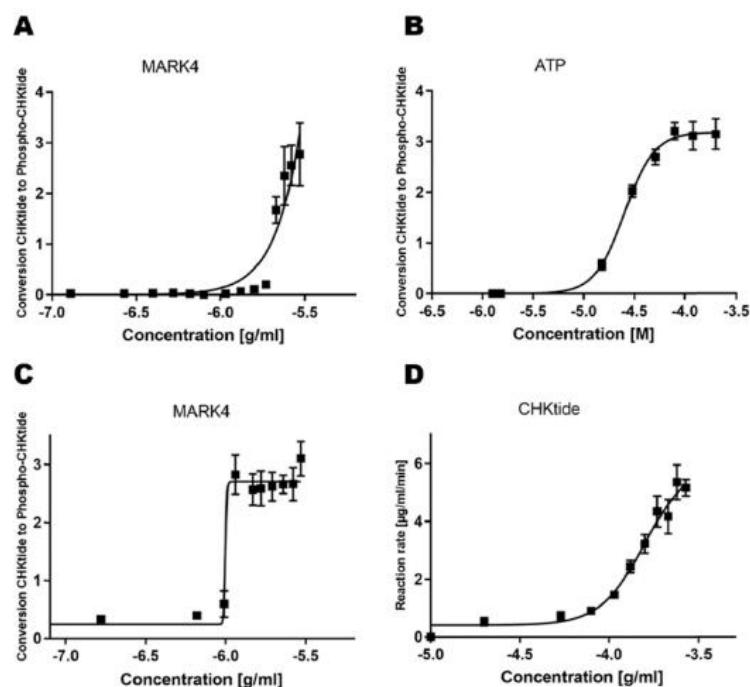 A
MARK4
Conversion CHKtide to Phospho-CHKtide
4
3
2
1
0
-7.0 -6.5 -6.0 -5.5
Concentration [g/ml]
B
ATP
Conversion CHKtide to Phospho-CHKtide
4
3
2
1
0
-6.5 -6.0 -5.5 -5.0 -4.5 -4.0 -3.5
Concentration [M]
C
MARK4
Conversion CHKtide to Phospho-CHKtide
3
2
1
0
-7.0 -6.5 -6.0 -5.5
Concentration [g/ml]
D
CHKtide
Reaction rate [µg/ml/min]
6
4
2
0
-5.0 -4.5 -4.0 -3.5
Concentration [g/ml]